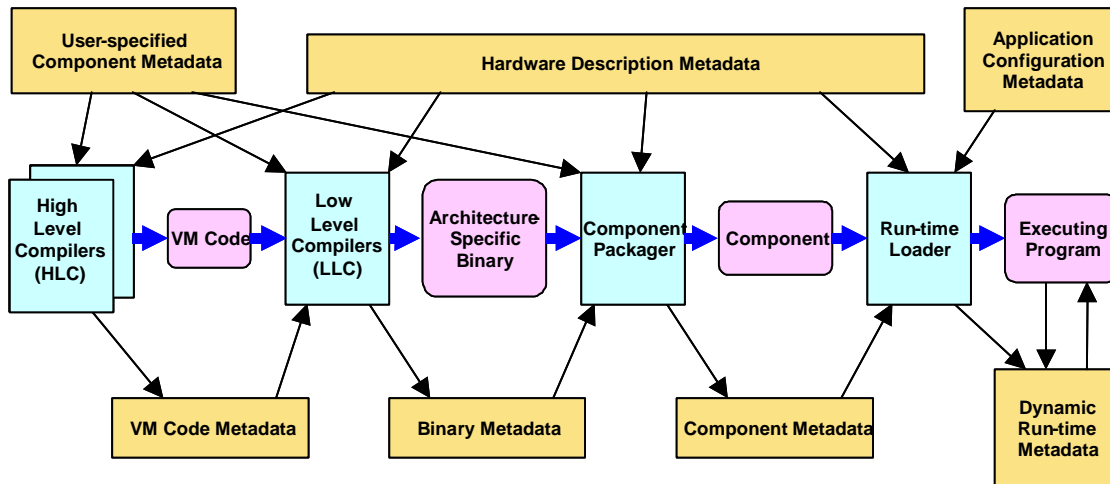 User-specified
Component Metadata
Hardware Description Metadata
Application
Configuration
Metadata
High
Level
Compilers
(HLC)
VM Code
Low
Level
Compilers
(LLC)
Architecture-
Specific
Binary
Component
Packager
Component
Run-time
Loader
Executing
Program
VM Code Metadata
Binary Metadata
Component Metadata
Dynamic
Run-time
Metadata